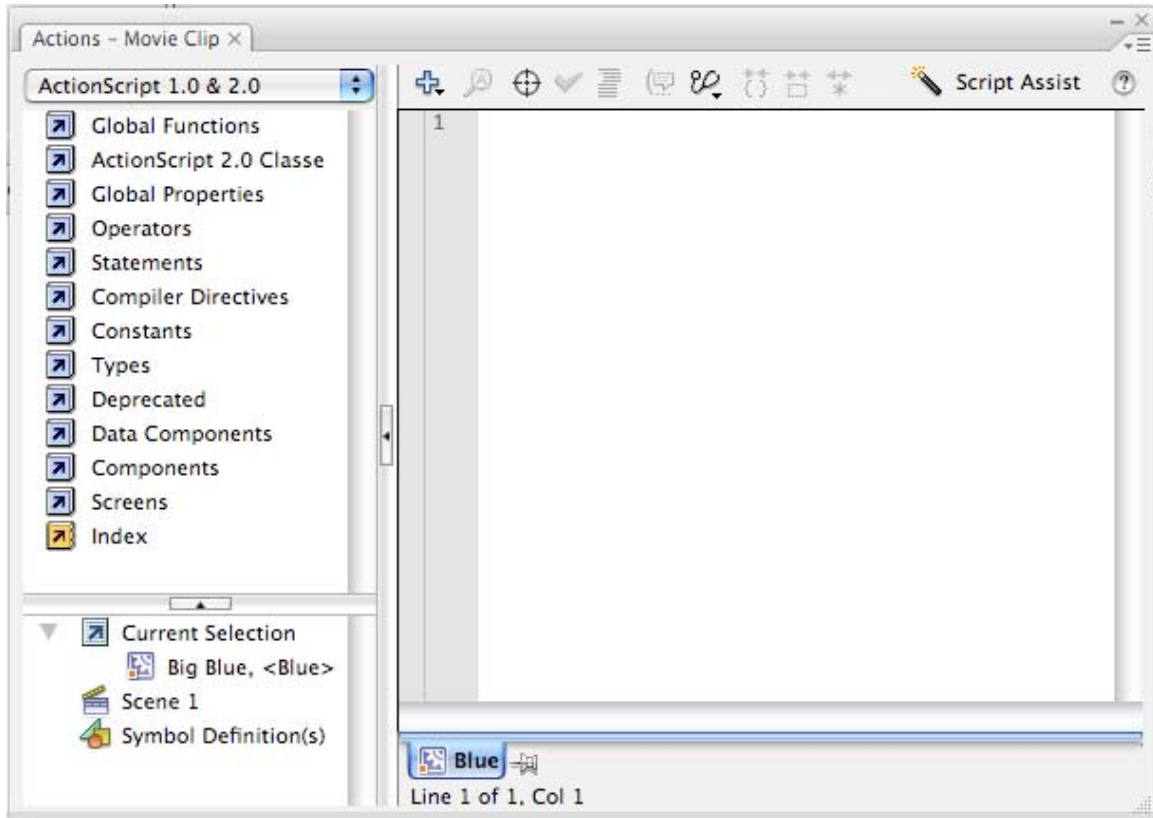 Actions – Movie Clip
ActionScript 1.0 & 2.0
Script Assist
Global Functions
ActionScript 2.0 Classe
Global Properties
Operators
Statements
Compiler Directives
Constants
Types
Deprecated
Data Components
Components
Screens
Index
1
Current Selection
Big Blue, <Blue>
Scene 1
Symbol Definition(s)
Blue
Line 1 of 1, Col 1